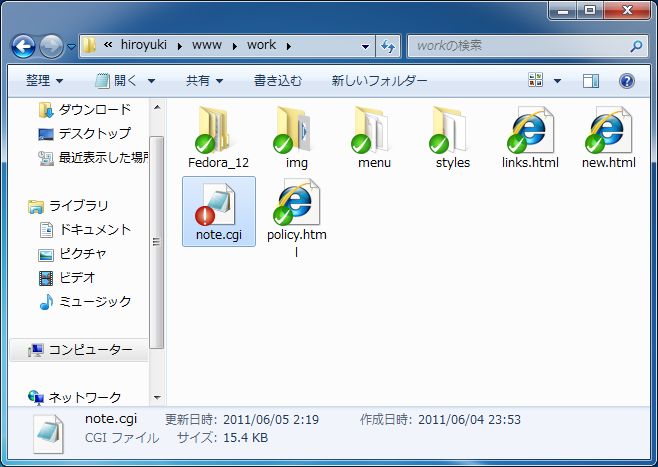 « hiroyuki ▸ www ▸ work ▸
workの検索
整理 開く 共有 書き込む 新しいフォルダー
ダウンロード
デスクトップ
最近表示した場所
ライブラリ
ドキュメント
ピクチャ
ビデオ
ミュージック
コンピューター
ネットワーク
Fedora_12 img menu styles links.html new.html
note.cgi policy.htm
l
note.cgi 更新日時: 2011/06/05 2:19 作成日時: 2011/06/04 23:53
CGI ファイル サイズ: 15.4 KB